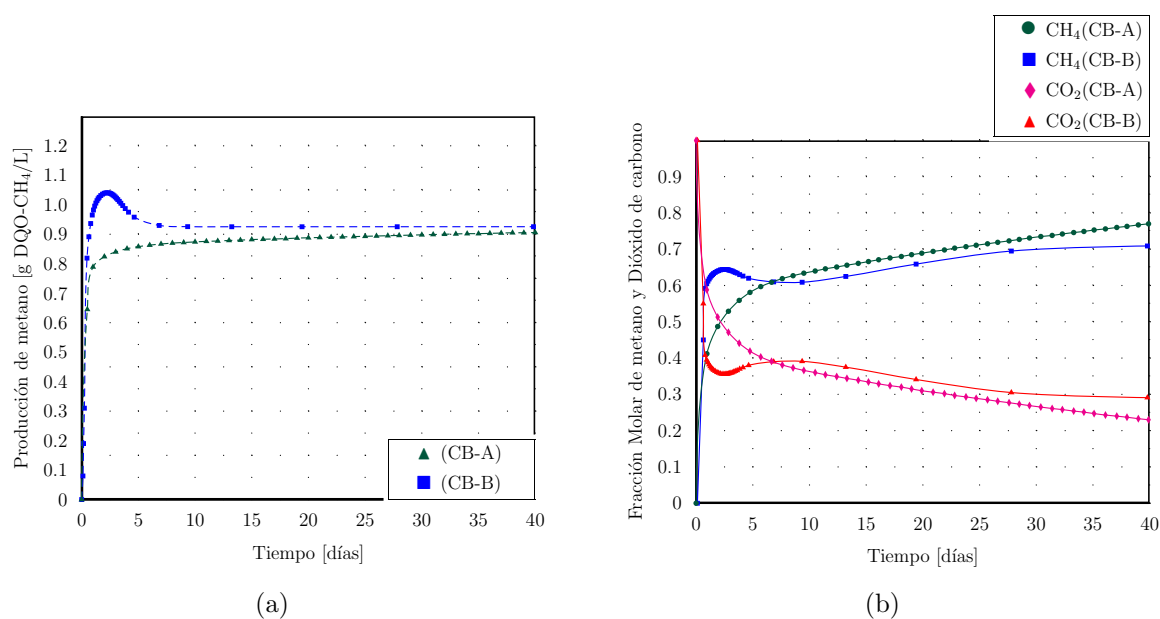 Producción de metano [g DQO-CH₄/L]
1.2
1.1
1.0
0.9
0.8
0.7
0.6
0.5
0.4
0.3
0.2
0.1
0
0 5 10 15 20 25 30 35 40
Tiempo [días]
(CB-A)
(CB-B)
(a)
CH₄(CB-A)
CH₄(CB-B)
CO₂(CB-A)
CO₂(CB-B)
Fracción Molar de metano y Dióxido de carbono
0.9
0.8
0.7
0.6
0.5
0.4
0.3
0.2
0.1
0
0 5 10 15 20 25 30 35 40
Tiempo [días]
(b)